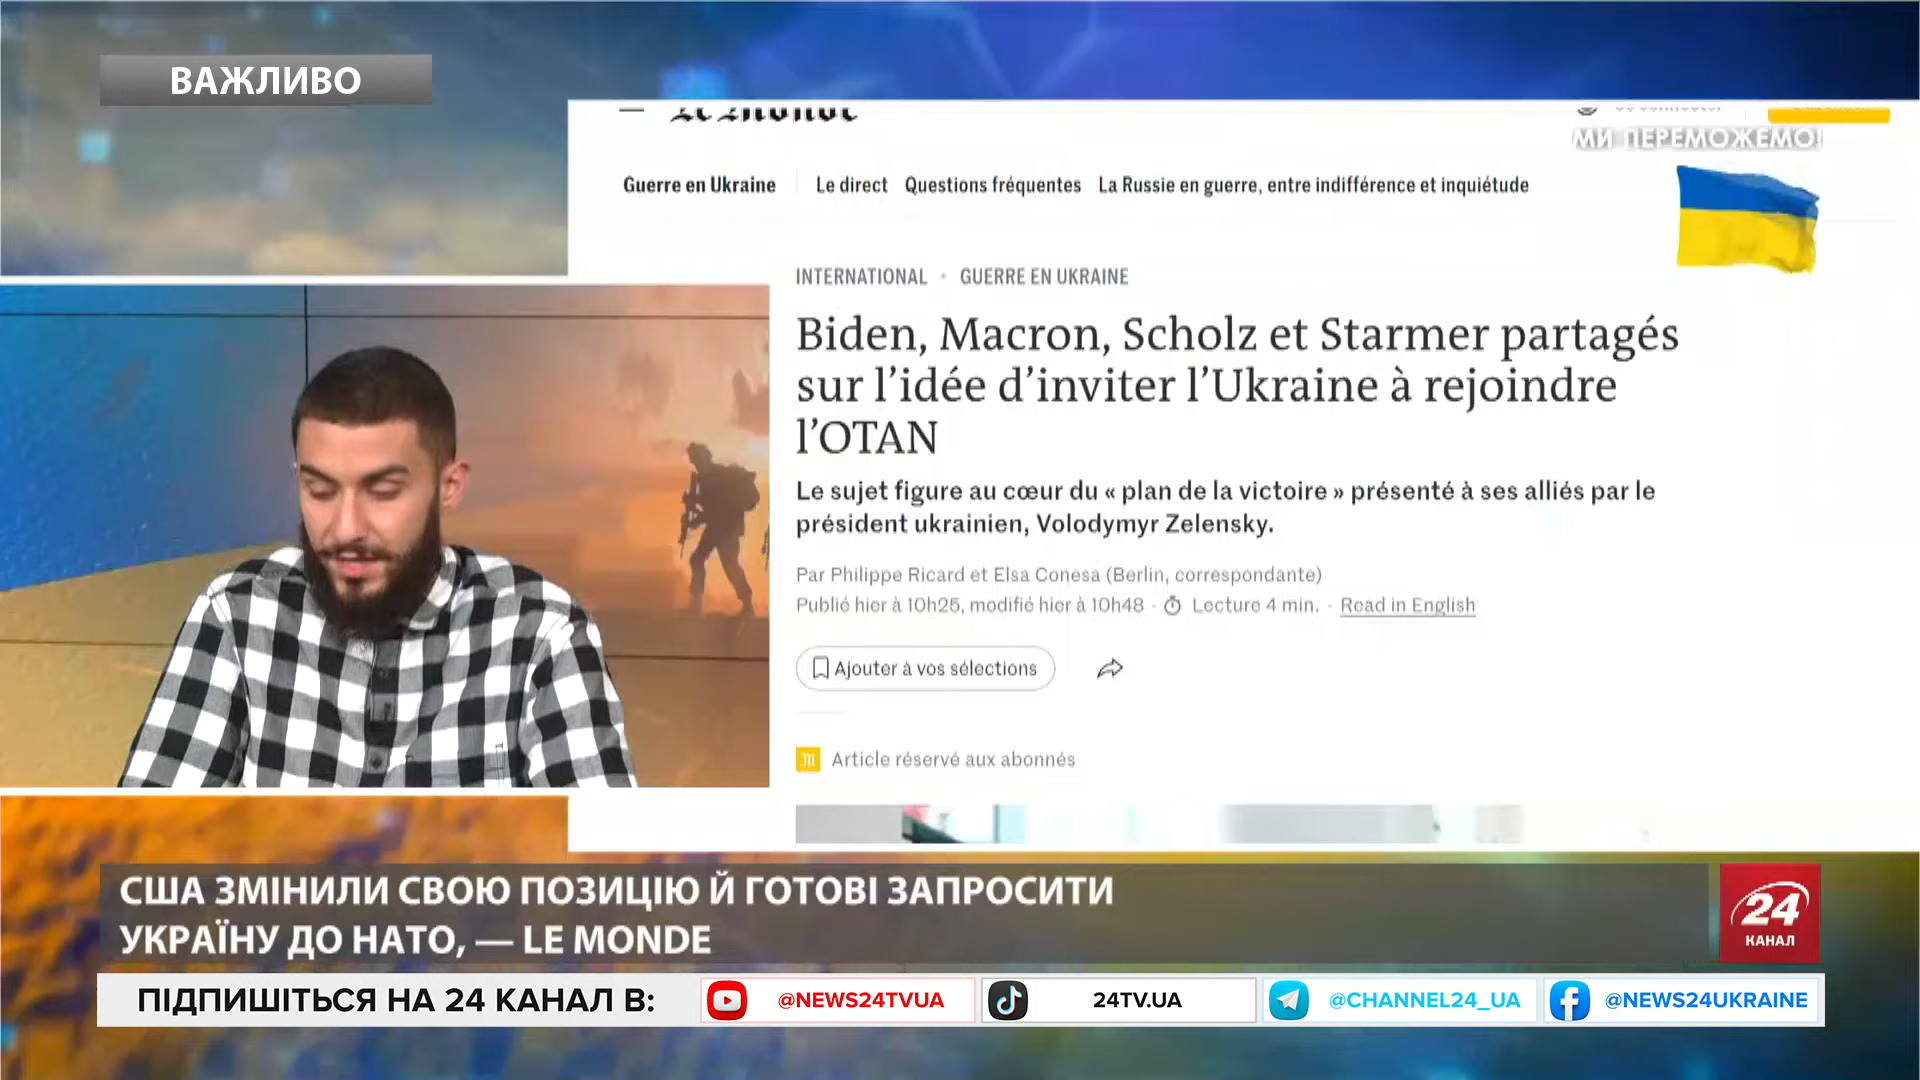 ВАЖЛИВО
Le Monde
МИ ПЕРЕМОЖЕМО!
Guerre en Ukraine Le direct Questions fréquentes La Russie en guerre, entre indifférence et inquiétude
INTERNATIONAL • GUERRE EN UKRAINE
Biden, Macron, Scholz et Starmer partagés
sur l’idée d’inviter l’Ukraine à rejoindre
l’OTAN
Le sujet figure au cœur du « plan de la victoire » présenté à ses alliés par le
président ukrainien, Volodymyr Zelensky.
Par Philippe Ricard et Elsa Conesa (Berlin, correspondante)
Publié hier à 10h25, modifié hier à 10h48 · Lecture 4 min. · Read in English
Ajouter à vos sélections
Article réservé aux abonnés
США ЗМІНИЛИ СВОЮ ПОЗИЦІЮ Й ГОТОВІ ЗАПРОСИТИ
УКРАЇНУ ДО НАТО, — LE MONDE
24
КАНАЛ
ПІДПИШІТЬСЯ НА 24 КАНАЛ В: @NEWS24TVUA 24TV.UA @CHANNEL24_UA @NEWS24UKRAINE